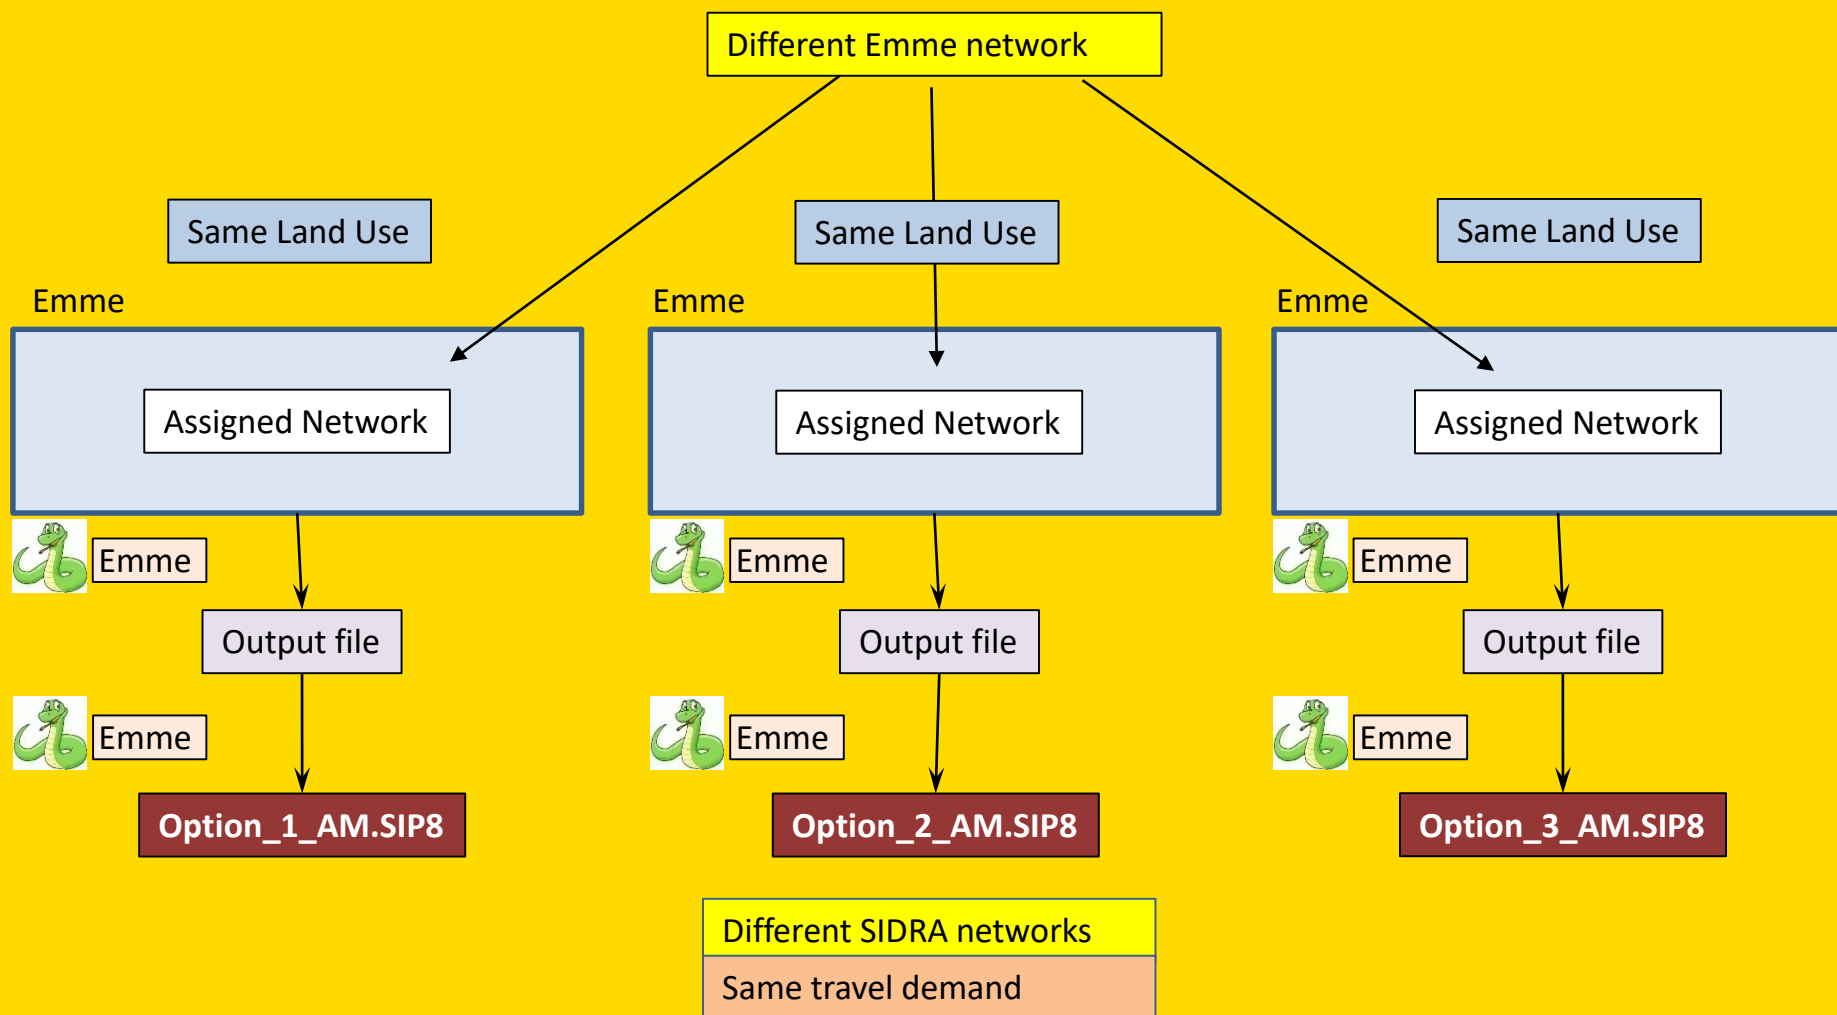 Different Emme network
Same Land Use
Same Land Use
Same Land Use
Emme
Emme
Emme
Assigned Network
Assigned Network
Assigned Network
Emme
Emme
Emme
Output file
Output file
Output file
Emme
Emme
Emme
Option_1_AM.SIP8
Option_2_AM.SIP8
Option_3_AM.SIP8
Different SIDRA networks
Same travel demand